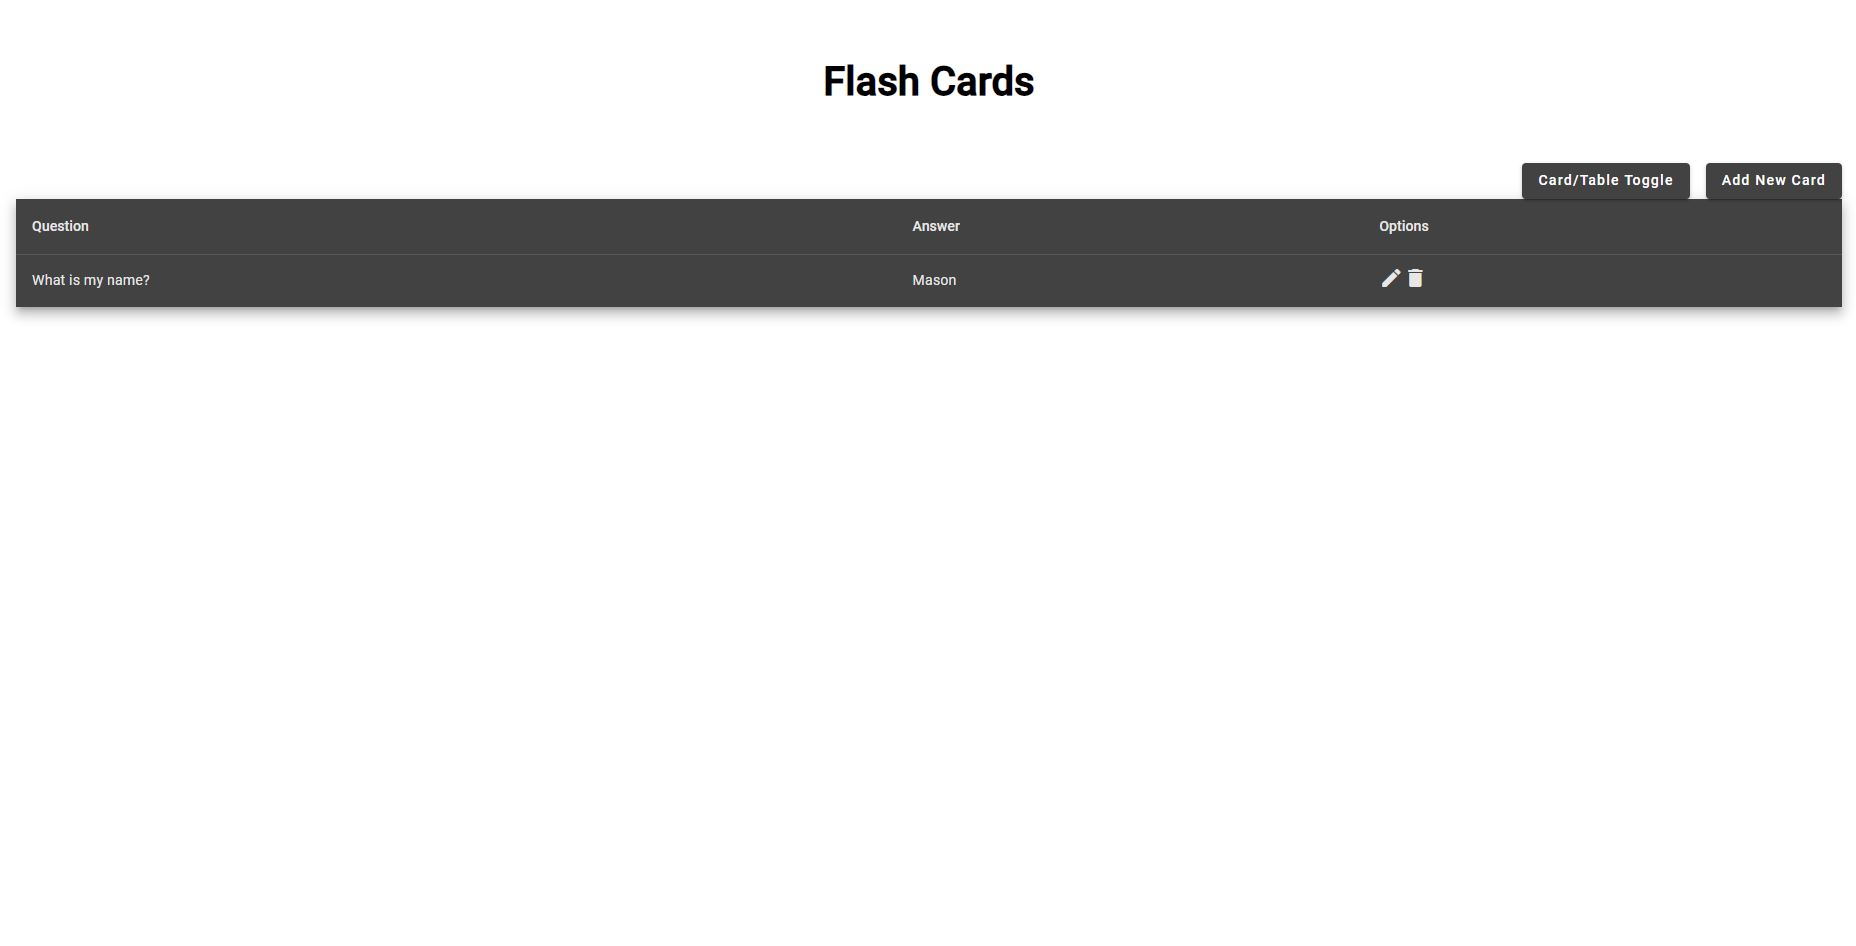 Flash Cards
Card/Table Toggle Add New Card
Question Answer Options
What is my name? Mason